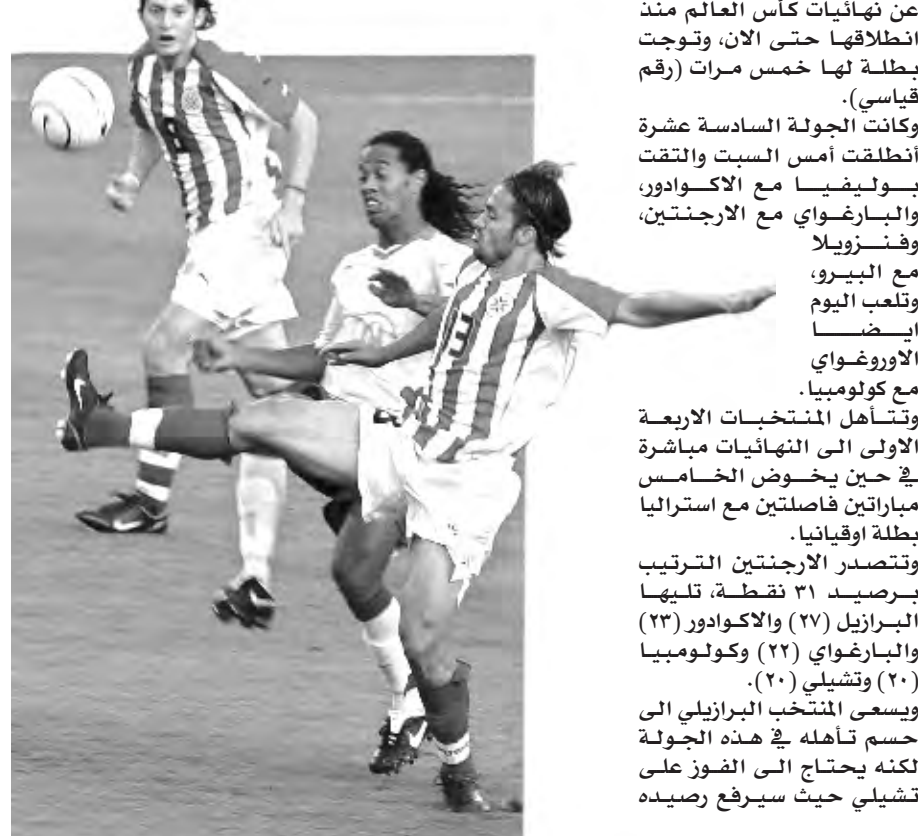 عن نهائيات كأس العالم منذ
انطلاقها حتى الان، وتوجت
بطلة لها خمس مرات (رقم
قياسي).
وكانت الجولة السادسة عشرة
أنطلقت أمس السبت والتقت
بوليفيا مع الاكوادور،
والبارغواي مع الارجنتين،
وفنزويلا
مع البيرو،
وتلعب اليوم
ايضا
الاوروغواي
مع كولومبيا.
وتتأهل المنتخبات الاربعة
الاولى الى النهائيات مباشرة
في حين يخوض الخامس
مباراتين فاصلتين مع استراليا
بطلة اوقيانيا.
وتتصدر الارجنتين الترتيب
برصيد ٣١ نقطة، تليها
البرازيل (٢٧) والاكوادور (٢٣)
والبارغواي (٢٢) وكولومبيا
(٢٠) وتشيلي (٢٠).
ويسعى المنتخب البرازيلي الى
حسم تأهله في هذه الجولة
لكنه يحتاج الى الفوز على
تشيلي حيث سيرفع رصيده